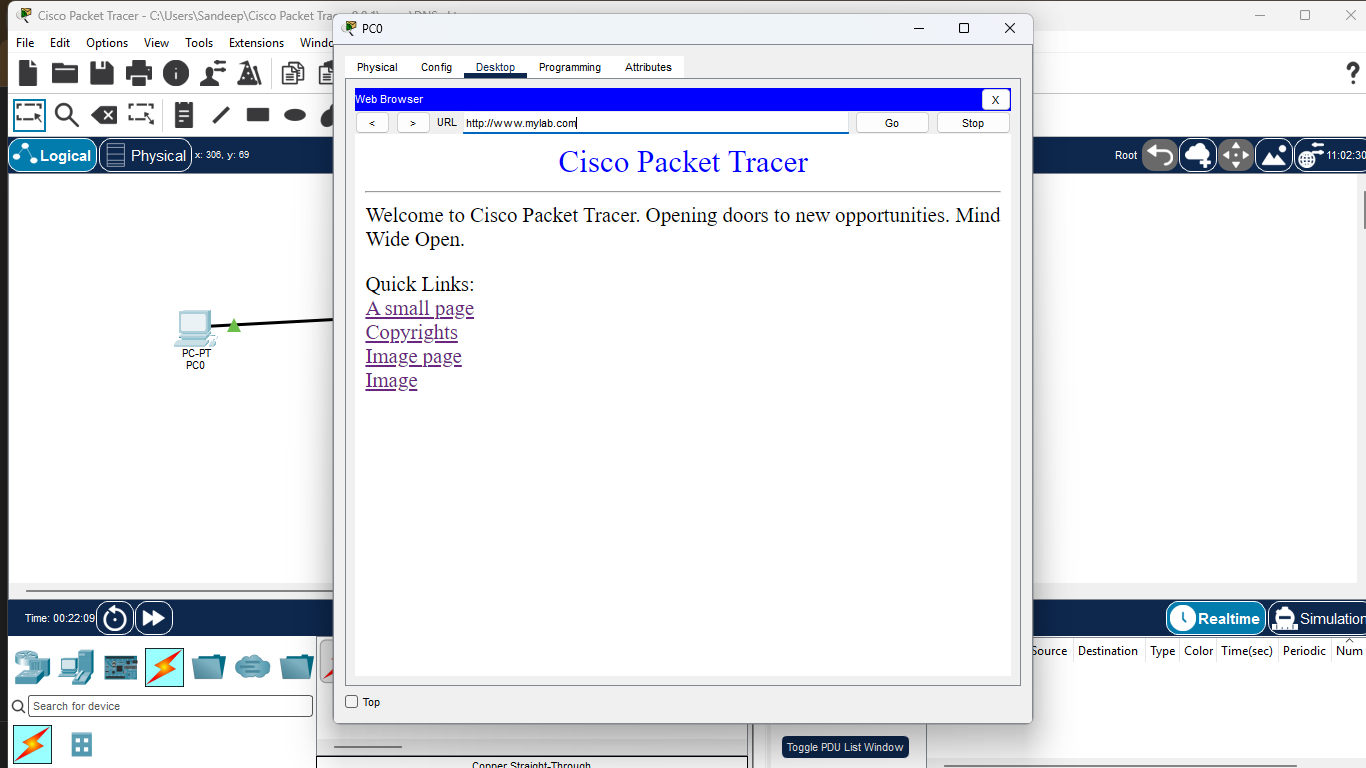 Cisco Packet Tracer - C:\Users\Sandeep\Cisco Packet
PC0
File Edit Options View Tools Extensions
Physical Config Desktop Programming Attributes
Web Browser X
< > URL http://www.mylab.com Go Stop
Logical Physical x: 306, y: 69
Root 11:02:30
Cisco Packet Tracer
Welcome to Cisco Packet Tracer. Opening doors to new opportunities. Mind
Wide Open.
Quick Links:
A small page
Copyrights
Image page
Image
PC-PT
PC0
Time: 00:22:09
Realtime Simulation
Source Destination Type Color Time(sec) Periodic Num
Search for device
Top
Toggle PDU List Window
Copper Straight-Through